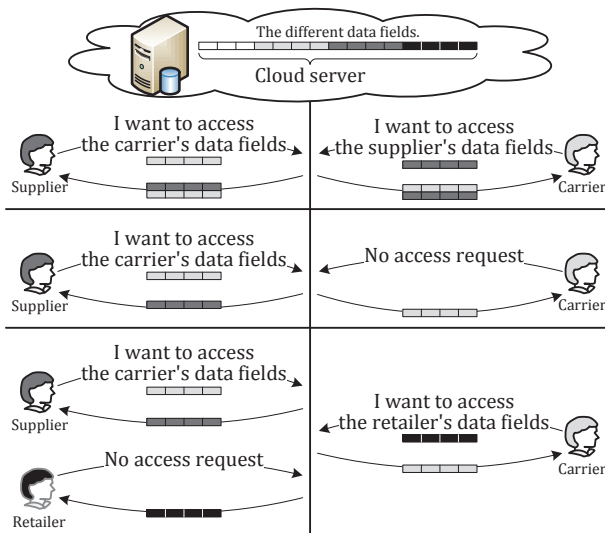 The different data fields.
Cloud server
I want to access
the carrier's data fields
Supplier
I want to access
the supplier's data fields
Carrier
I want to access
the carrier's data fields
Supplier
No access request
Carrier
I want to access
the carrier's data fields
Supplier
I want to access
the retailer's data fields
Carrier
No access request
Retailer